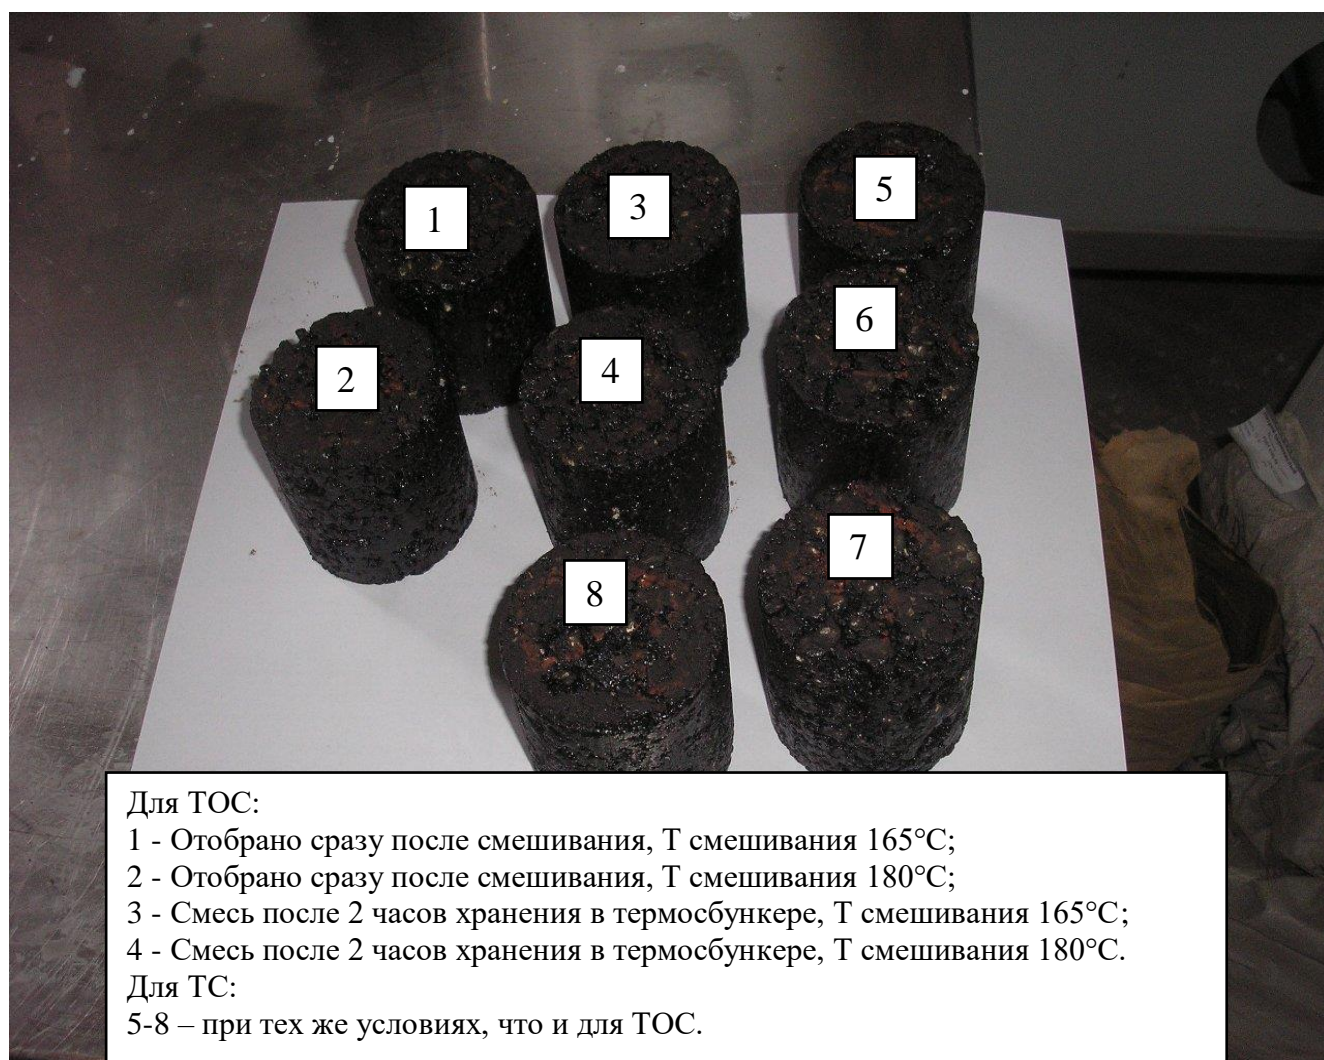 1
3
5
2
4
6
8
7
Для ТОС:
1 - Отобрано сразу после смешивания, Т смешивания 165°С;
2 - Отобрано сразу после смешивания, Т смешивания 180°С;
3 - Смесь после 2 часов хранения в термосбункере, Т смешивания 165°С;
4 - Смесь после 2 часов хранения в термосбункере, Т смешивания 180°С.
Для ТС:
5-8 – при тех же условиях, что и для ТОС.